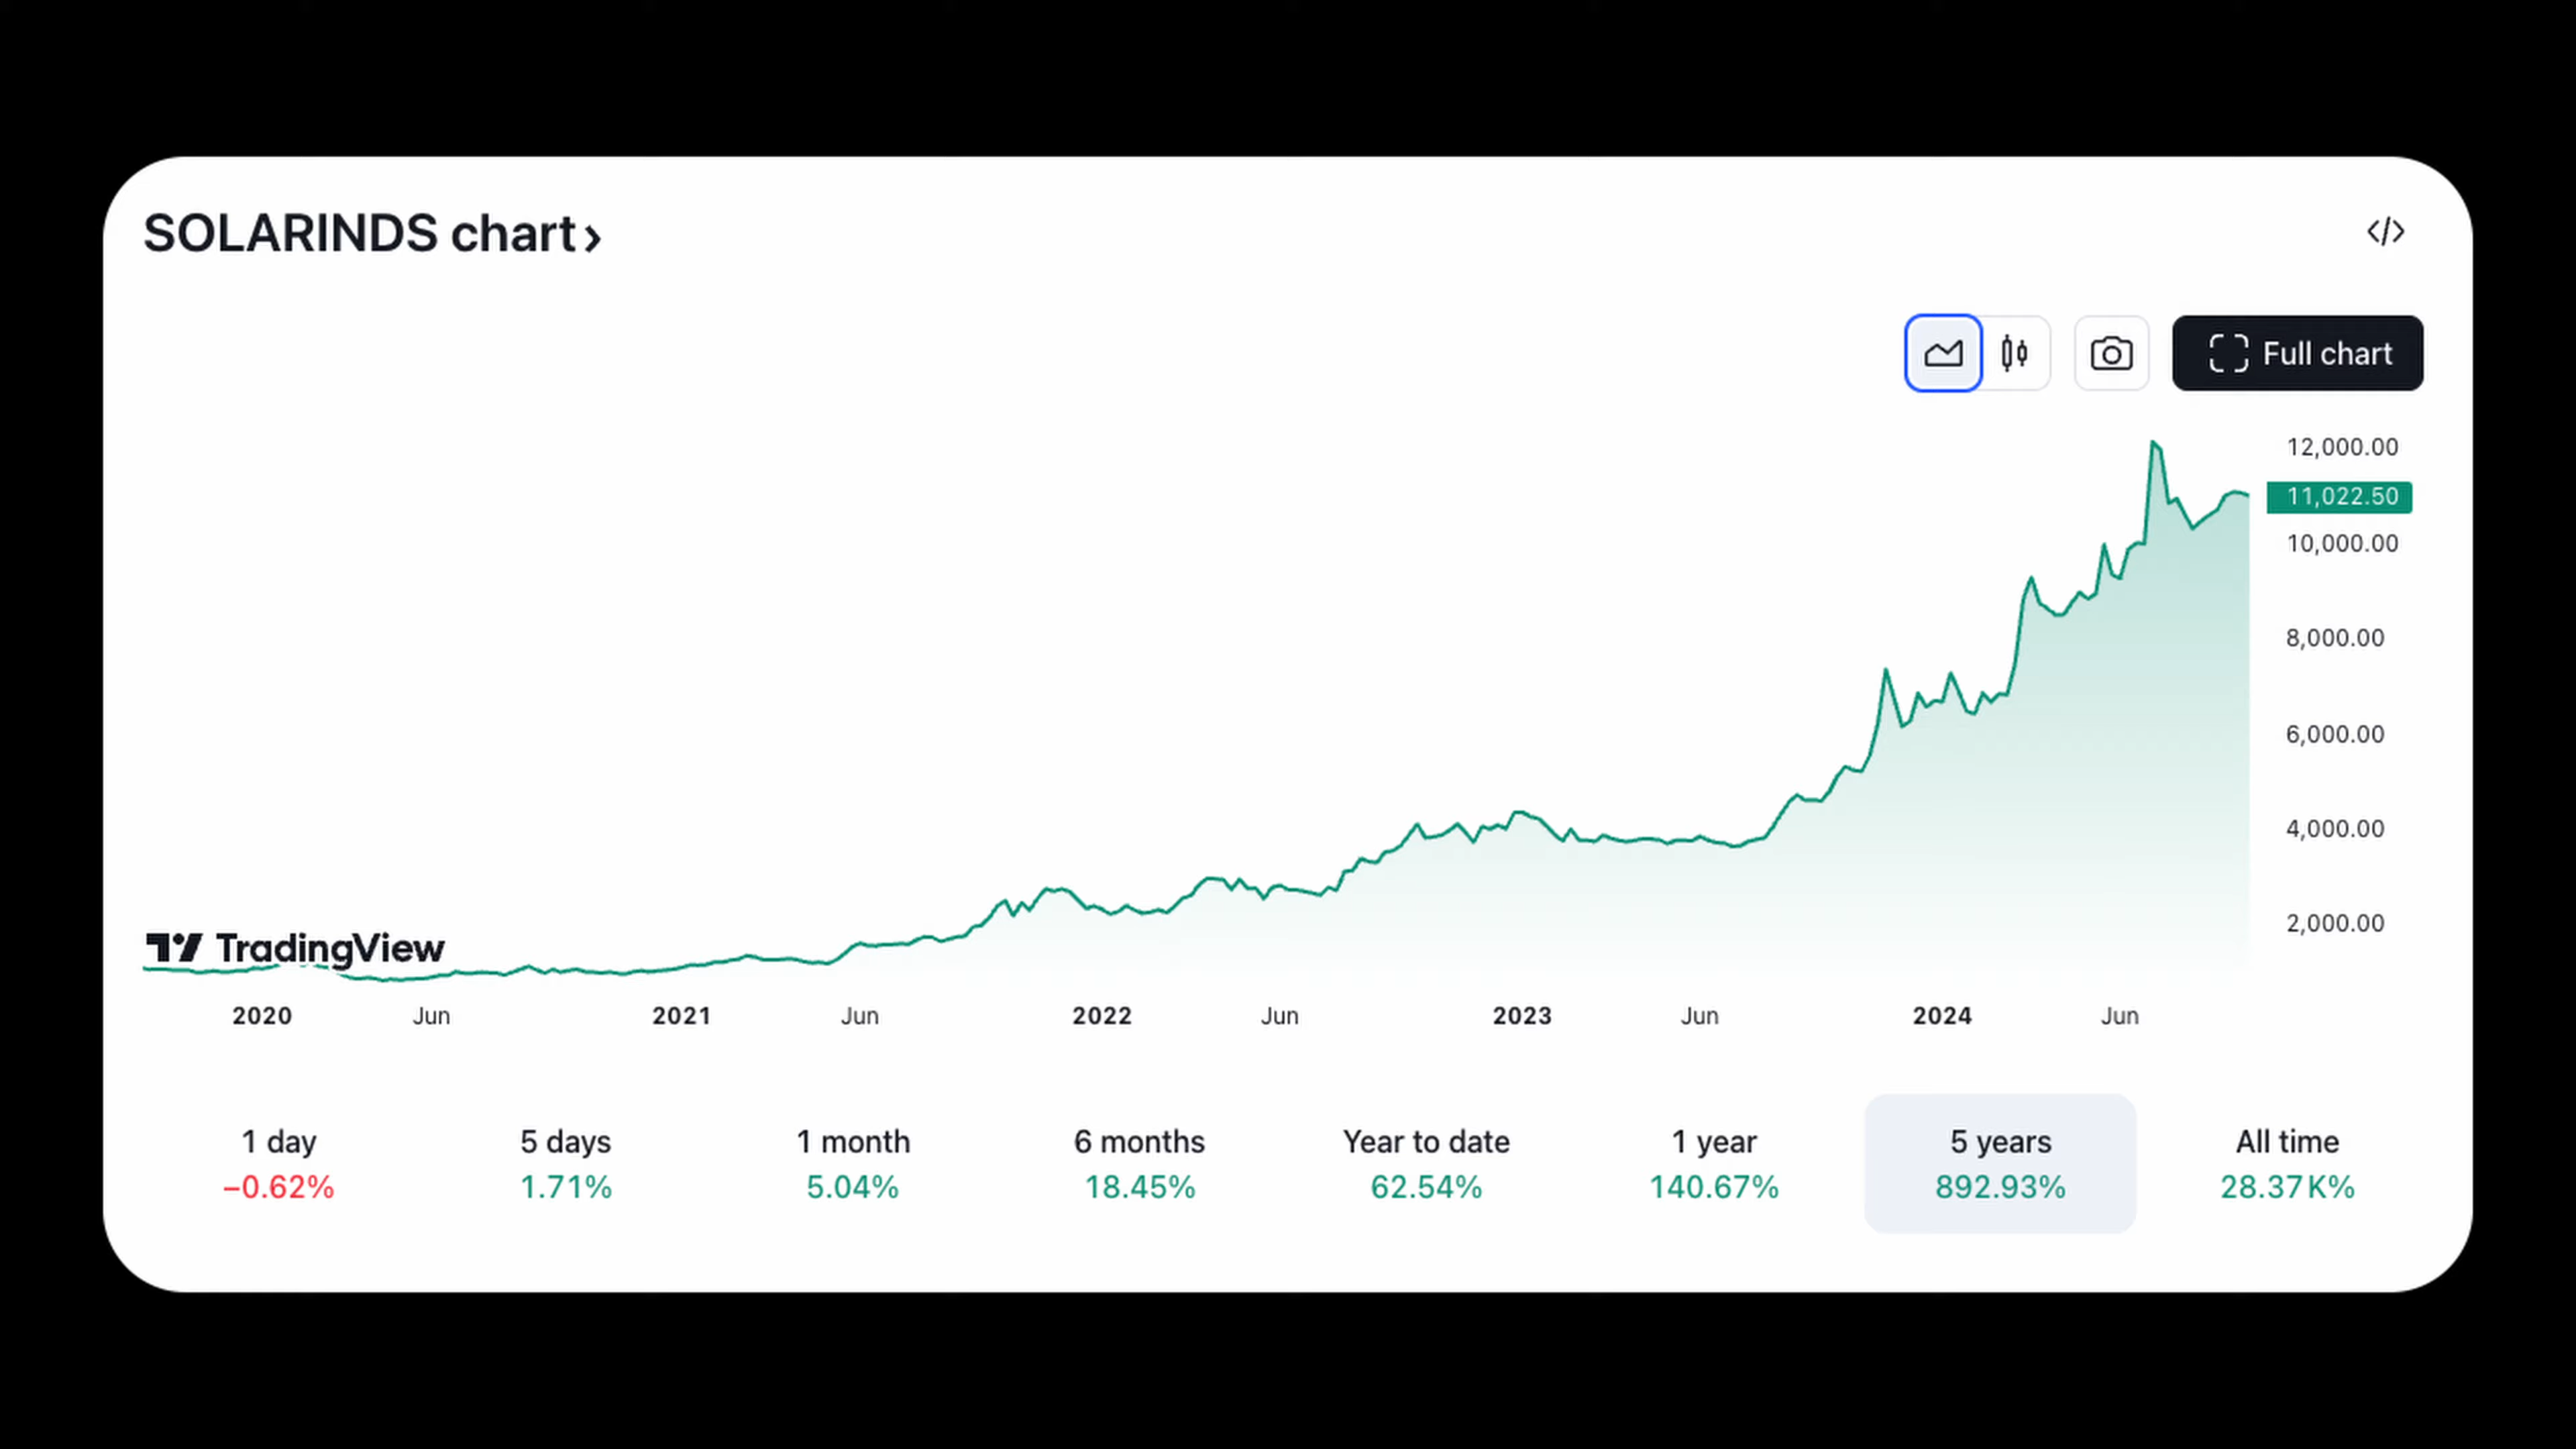 SOLARINDS chart ›
</>
Full chart
12,000.00
11,022.50
10,000.00
8,000.00
6,000.00
4,000.00
2,000.00
TradingView
2020 Jun 2021 Jun 2022 Jun 2023 Jun 2024 Jun
1 day 5 days 1 month 6 months Year to date 1 year 5 years All time
−0.62% 1.71% 5.04% 18.45% 62.54% 140.67% 892.93% 28.37K%